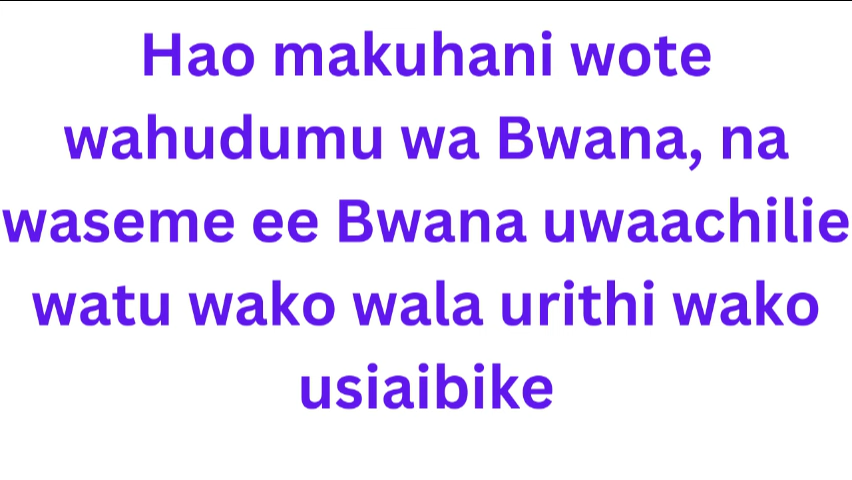 Hao makuhani wote
wahudumu wa Bwana, na
waseme ee Bwana uwaachilie
watu wako wala urithi wako
usiaibike